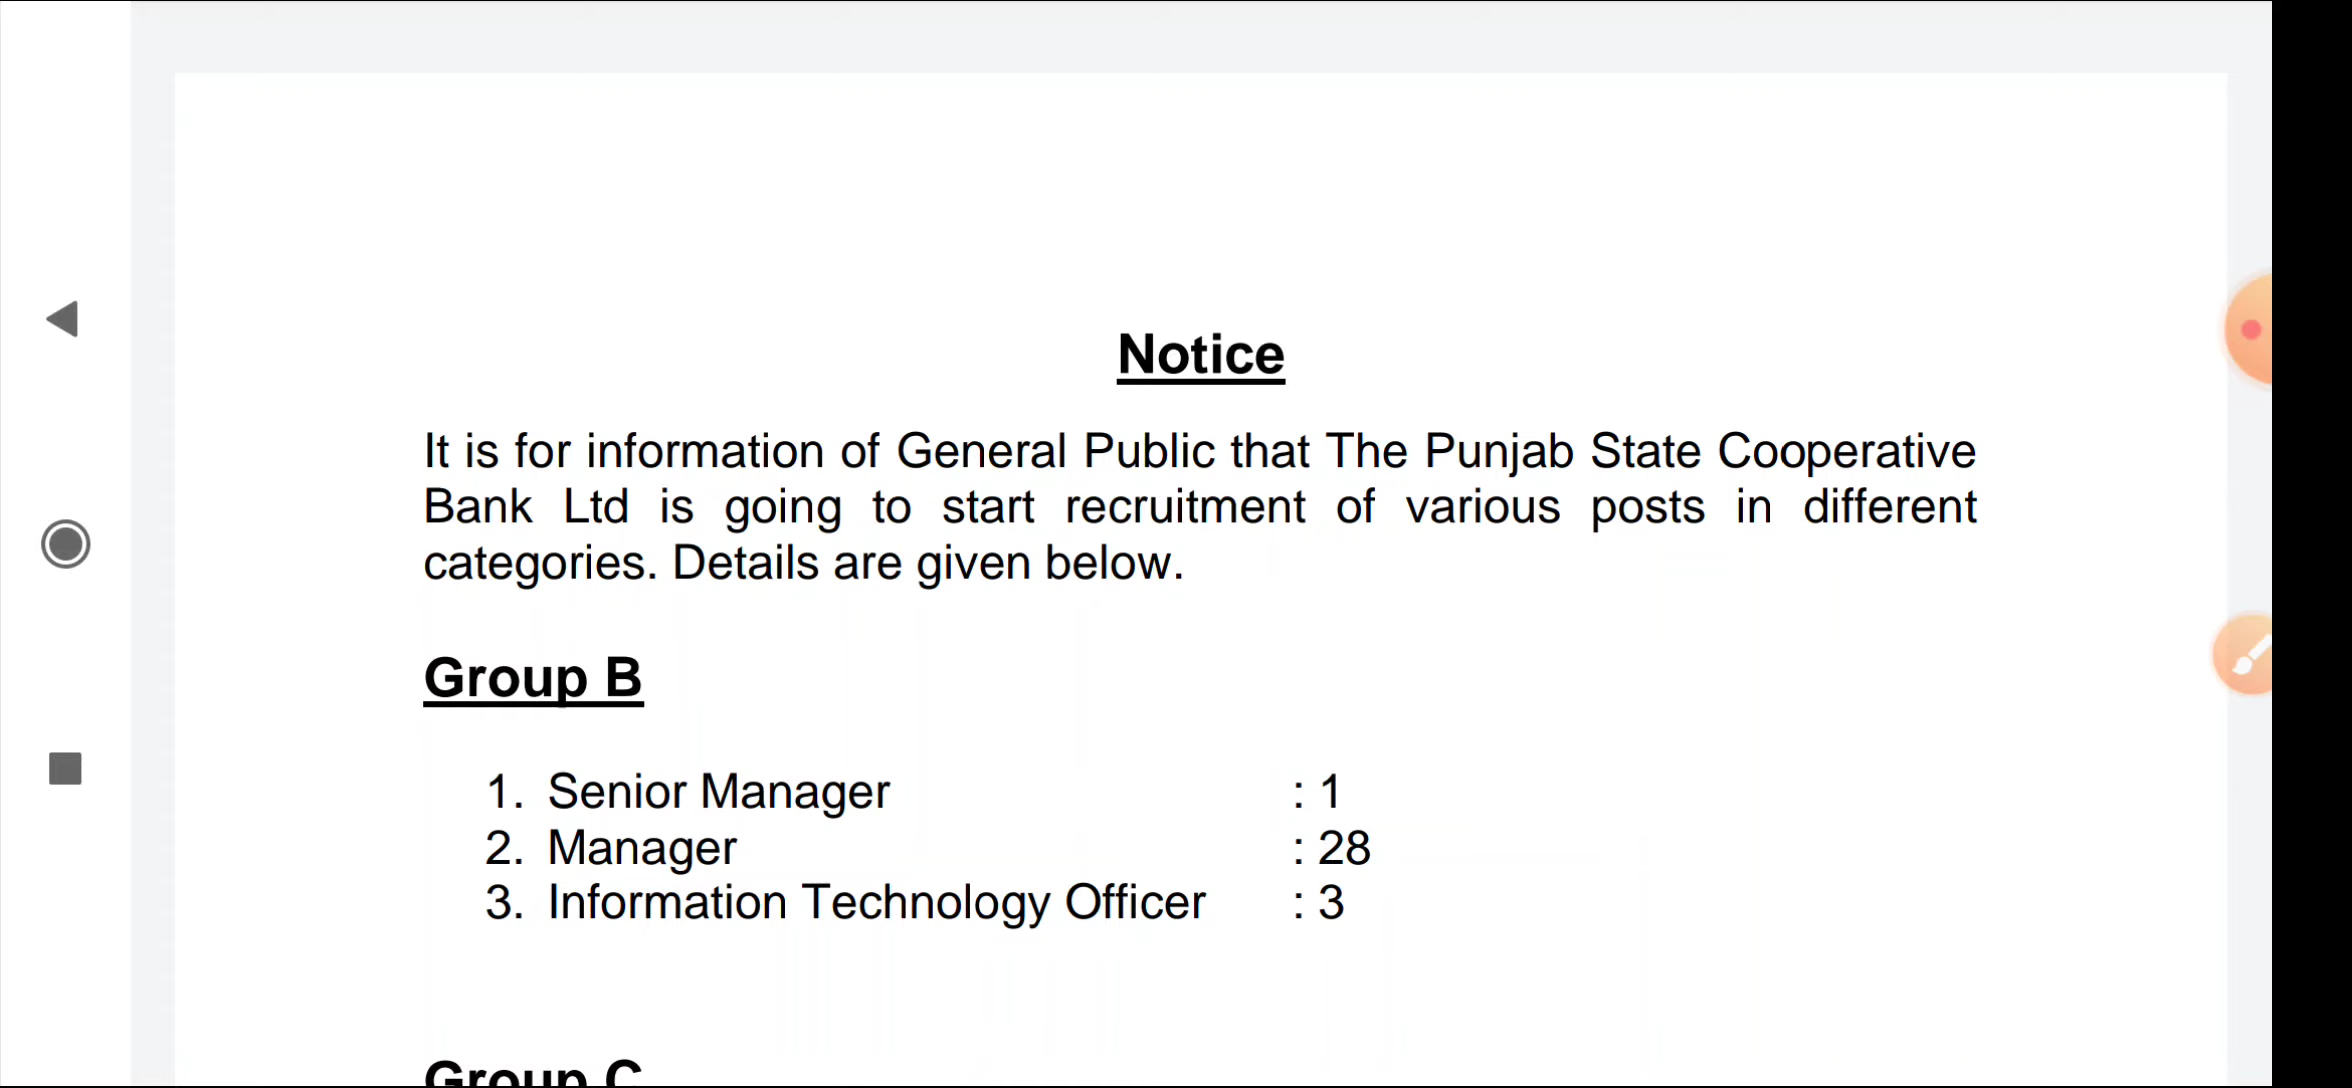 Notice
It is for information of General Public that The Punjab State Cooperative
Bank Ltd is going to start recruitment of various posts in different
categories. Details are given below.
Group B
1. Senior Manager : 1
2. Manager : 28
3. Information Technology Officer : 3
Group C